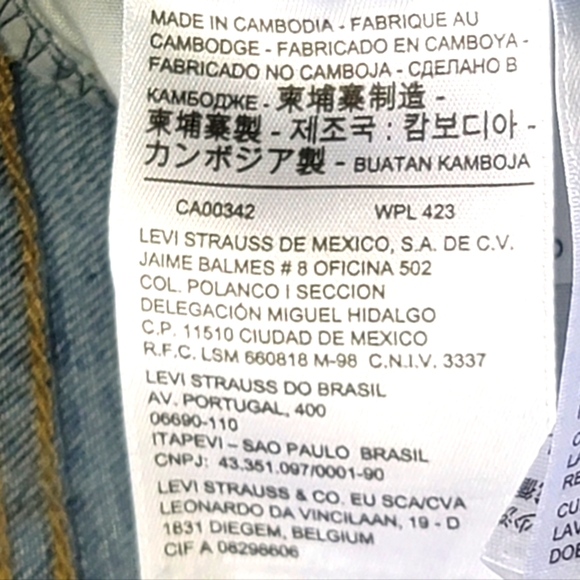 MADE IN CAMBODIA - FABRIQUE AU
CAMBODGE - FABRICADO EN CAMBOYA -
FABRICADO NO CAMBOJA - СДЕЛАНО В
КАМБОДЖЕ - 柬埔寨制造 -
柬埔寨製 - 제조국 : 캄보디아 -
カンボジア製 - BUATAN KAMBOJA
CA00342 WPL 423
LEVI STRAUSS DE MEXICO, S.A. DE C.V.
JAIME BALMES # 8 OFICINA 502
COL. POLANCO I SECCION
DELEGACIÓN MIGUEL HIDALGO
C.P. 11510 CIUDAD DE MEXICO
R.F.C. LSM 660818 M-98 C.N.I.V. 3337
LEVI STRAUSS DO BRASIL
AV. PORTUGAL, 400
06690-110
ITAPEVI – SAO PAULO BRASIL
CNPJ: 43.351.097/0001-90
LEVI STRAUSS & CO. EU SCA/CVA
LEONARDO DA VINCILAAN, 19 - D
1831 DIEGEM, BELGIUM
CIF A 08298606